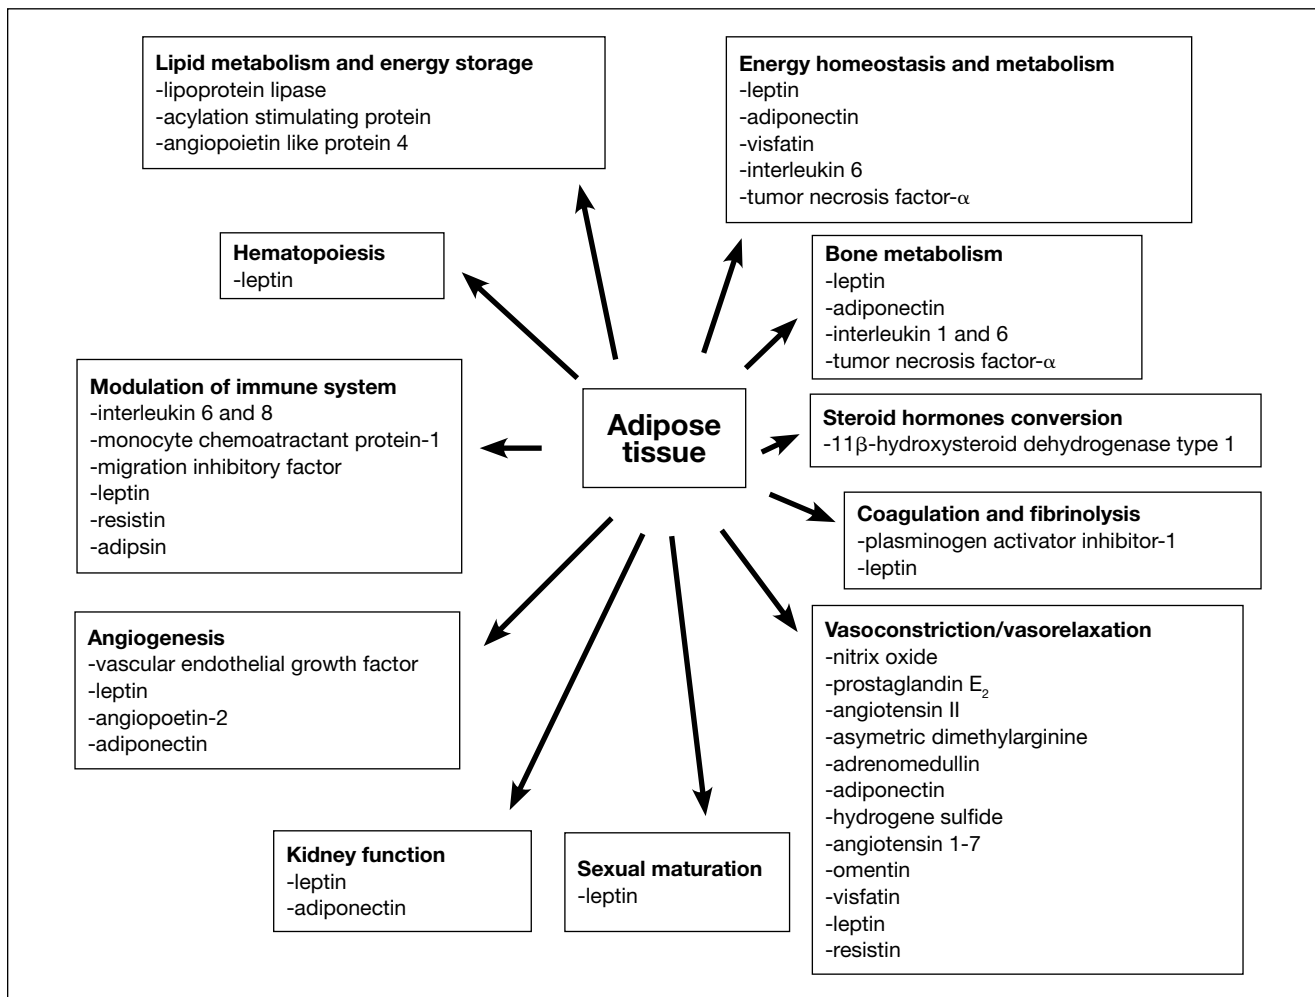 Lipid metabolism and energy storage
-lipoprotein lipase
-acylation stimulating protein
-angiopoietin like protein 4
Energy homeostasis and metabolism
-leptin
-adiponectin
-visfatin
-interleukin 6
-tumor necrosis factor-α
Hematopoiesis
-leptin
Bone metabolism
-leptin
-adiponectin
-interleukin 1 and 6
-tumor necrosis factor-α
Modulation of immune system
-interleukin 6 and 8
-monocyte chemoatractant protein-1
-migration inhibitory factor
-leptin
-resistin
-adipsin
Adipose
tissue
Steroid hormones conversion
-11β-hydroxysteroid dehydrogenase type 1
Coagulation and fibrinolysis
-plasminogen activator inhibitor-1
-leptin
Angiogenesis
-vascular endothelial growth factor
-leptin
-angiopoetin-2
-adiponectin
Vasoconstriction/vasorelaxation
-nitrix oxide
-prostaglandin E₂
-angiotensin II
-asymetric dimethylarginine
-adrenomedullin
-adiponectin
-hydrogene sulfide
-angiotensin 1-7
-omentin
-visfatin
-leptin
-resistin
Kidney function
-leptin
-adiponectin
Sexual maturation
-leptin